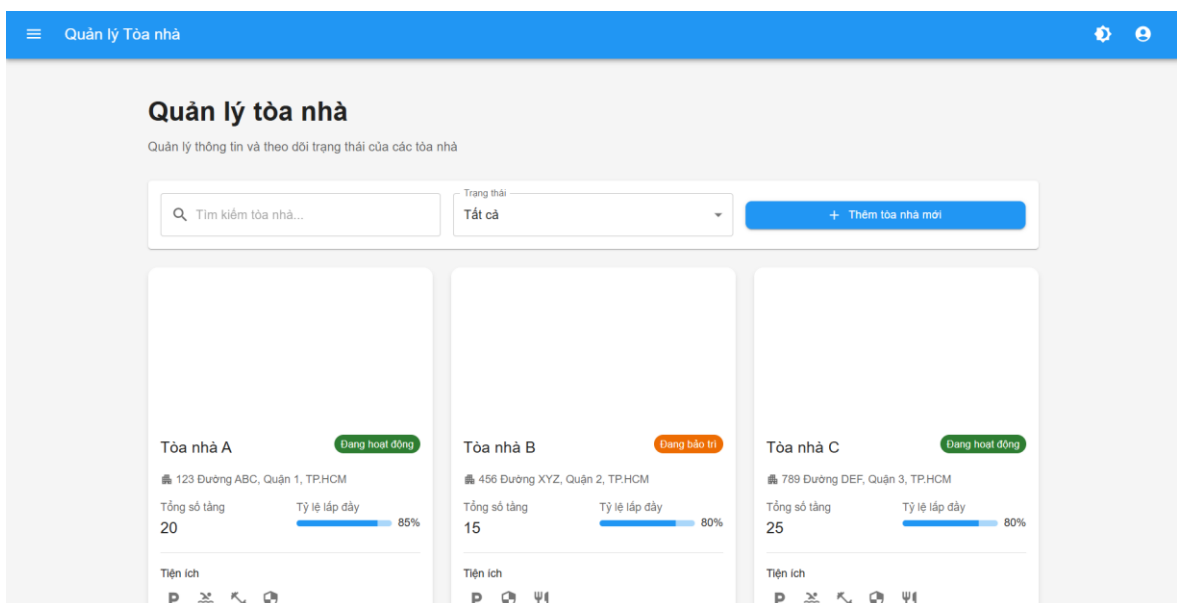 Quản lý Tòa nhà
Quản lý tòa nhà
Quản lý thông tin và theo dõi trạng thái của các tòa nhà
Tìm kiếm tòa nhà...
Trạng thái
Tất cả
+ Thêm tòa nhà mới
Tòa nhà A
Đang hoạt động
123 Đường ABC, Quận 1, TP.HCM
Tổng số tầng
Tỷ lệ lấp đầy
20
85%
Tiện ích
Tòa nhà B
Đang bảo trì
456 Đường XYZ, Quận 2, TP.HCM
Tổng số tầng
Tỷ lệ lấp đầy
15
80%
Tiện ích
Tòa nhà C
Đang hoạt động
789 Đường DEF, Quận 3, TP.HCM
Tổng số tầng
Tỷ lệ lấp đầy
25
80%
Tiện ích